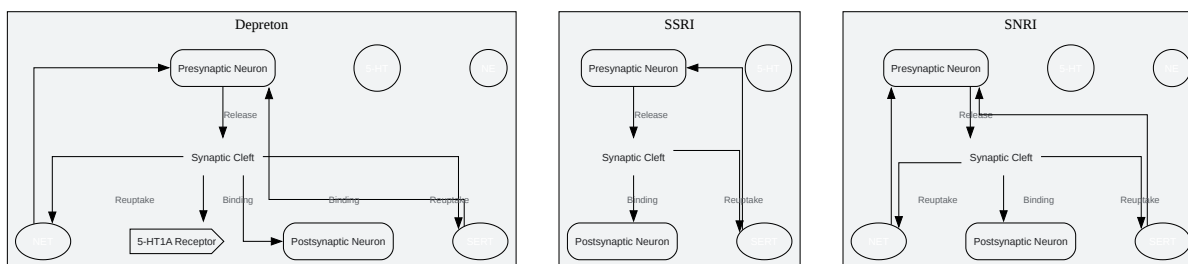 Depreton
Presynaptic Neuron
5-HT
NE
Release
Synaptic Cleft
Reuptake
Binding
Binding
Reuptake
NET
5-HT1A Receptor
Postsynaptic Neuron
SERT
SSRI
Presynaptic Neuron
5-HT
Release
Synaptic Cleft
Binding
Reuptake
Postsynaptic Neuron
SERT
SNRI
Presynaptic Neuron
5-HT
NE
Release
Synaptic Cleft
Reuptake
Binding
Reuptake
NET
Postsynaptic Neuron
SERT